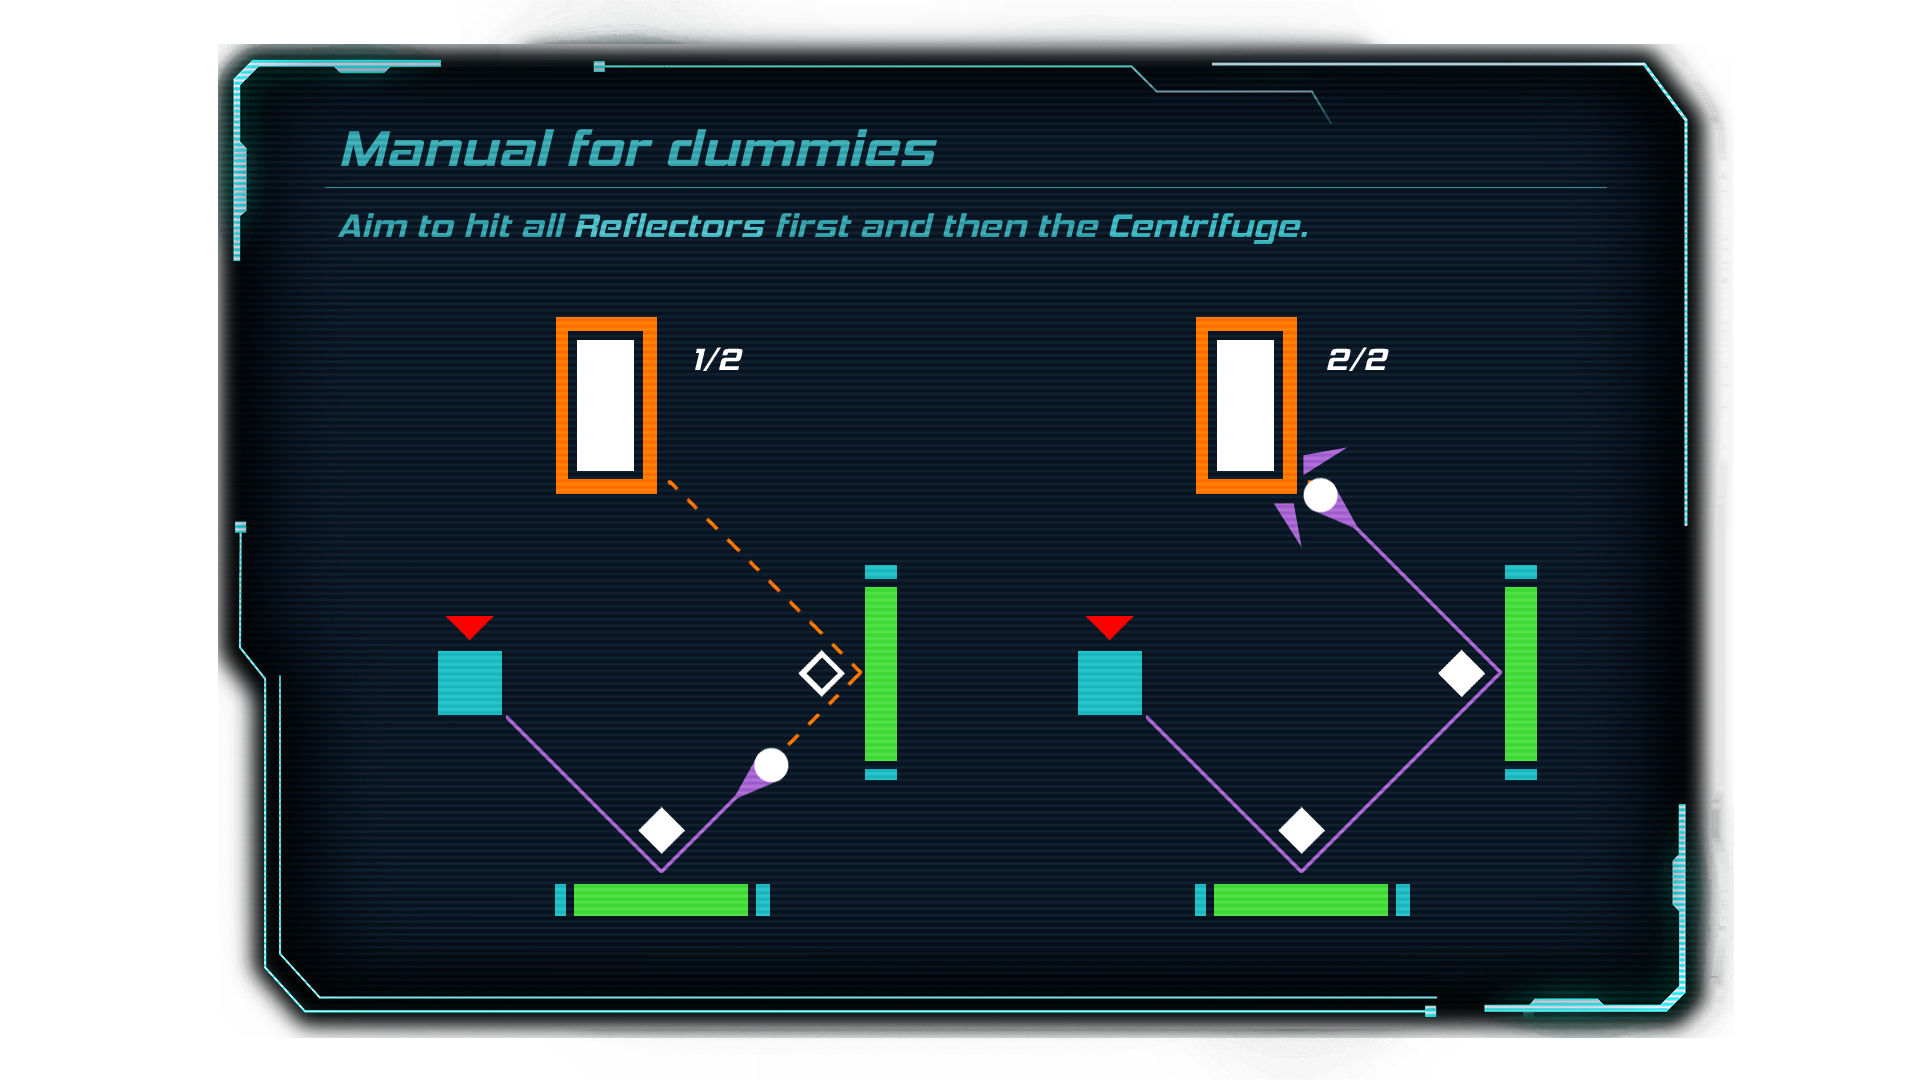 Manual for dummies
Aim to hit all Reflectors first and then the Centrifuge.
1/2
2/2